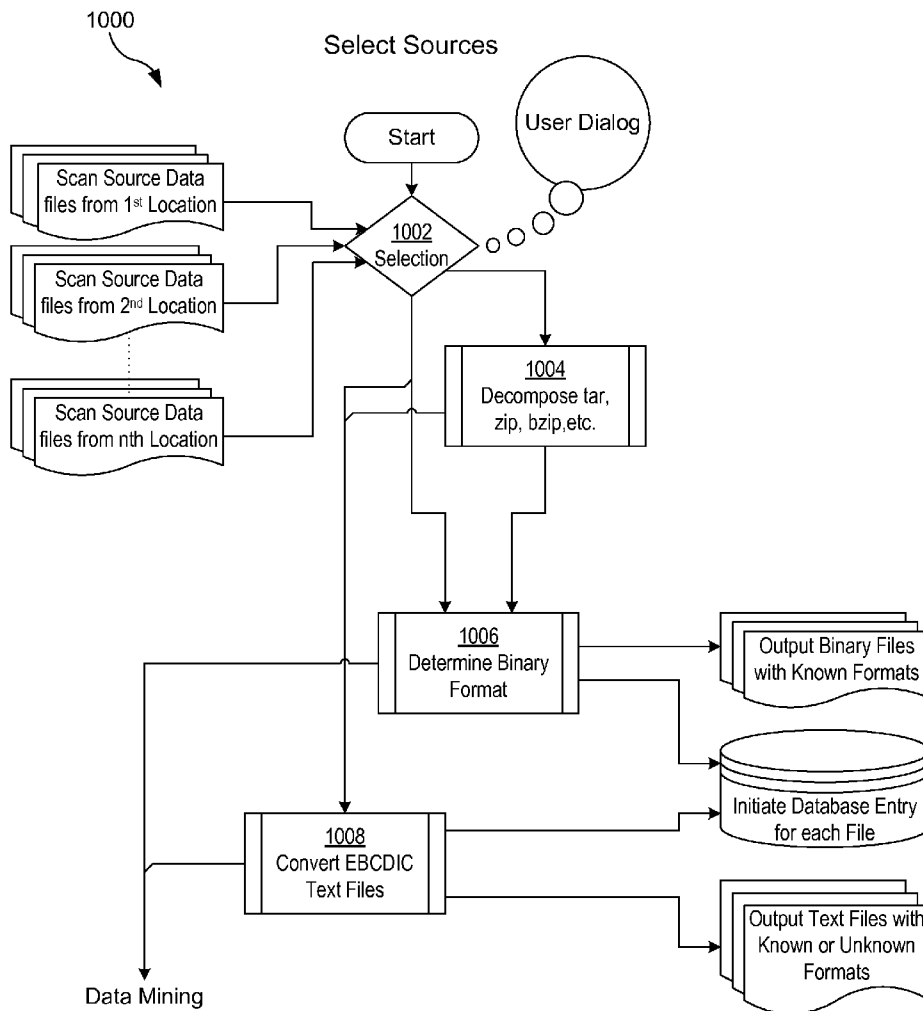 1000
Select Sources
User Dialog
Start
Scan Source Data
files from 1st Location
1002
Selection
Scan Source Data
files from 2nd Location
1004
Decompose tar,
zip, bzip,etc.
Scan Source Data
files from nth Location
1006
Determine Binary
Format
Output Binary Files
with Known Formats
Initiate Database Entry
for each File
1008
Convert EBCDIC
Text Files
Output Text Files with
Known or Unknown
Formats
Data Mining